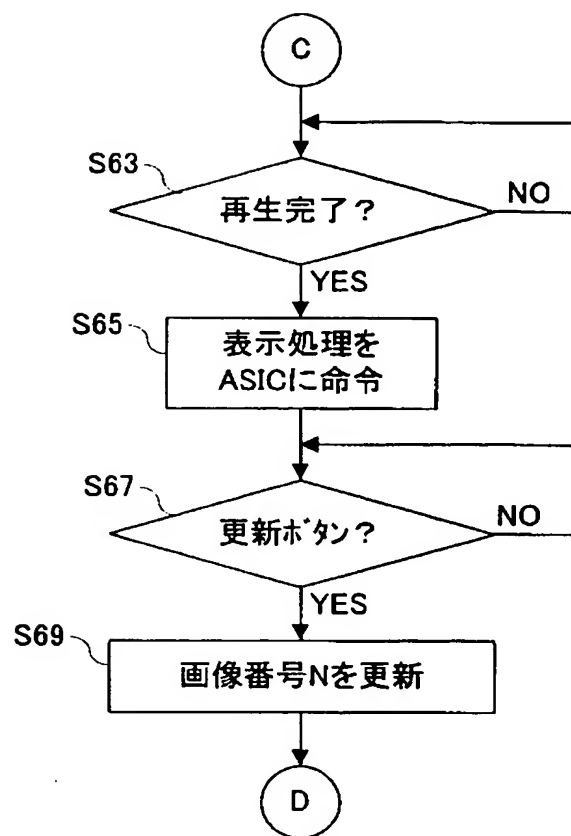 C
S63
再生完了？
NO
YES
S65
表示処理を
ASICに命令
S67
更新ボタン？
NO
YES
S69
画像番号Nを更新
D